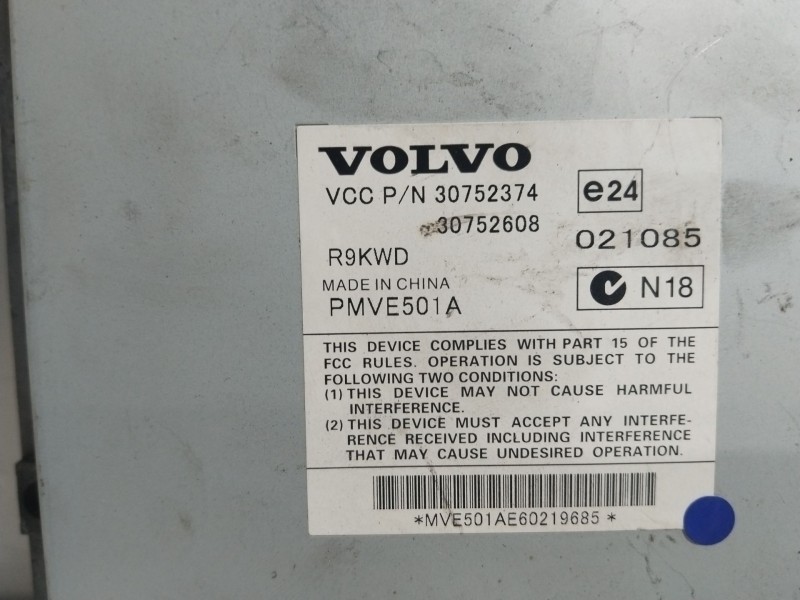 VOLVO
VCC P/N 30752374
30752608
e24
021085
R9KWD
MADE IN CHINA
PMVE501A
N18
THIS DEVICE COMPLIES WITH PART 15 OF THE
FCC RULES. OPERATION IS SUBJECT TO THE
FOLLOWING TWO CONDITIONS:
(1) THIS DEVICE MAY NOT CAUSE HARMFUL
INTERFERENCE.
(2) THIS DEVICE MUST ACCEPT ANY INTERFE-
RENCE RECEIVED INCLUDING INTERFERENCE
THAT MAY CAUSE UNDESIRED OPERATION.
*MVE501AE60219685*